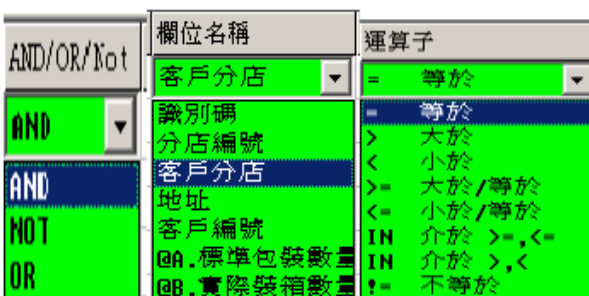 AND/OR/Not
AND
AND
NOT
OR
欄位名稱
客戶分店
識別碼
分店編號
客戶分店
地址
客戶編號
@A.標準包裝數量
@B.實際裝箱數量
運算子
= 等於
= 等於
> 大於
< 小於
>= 大於/等於
<= 小於/等於
IN 介於 >=,<=
IN 介於 >,<
!= 不等於